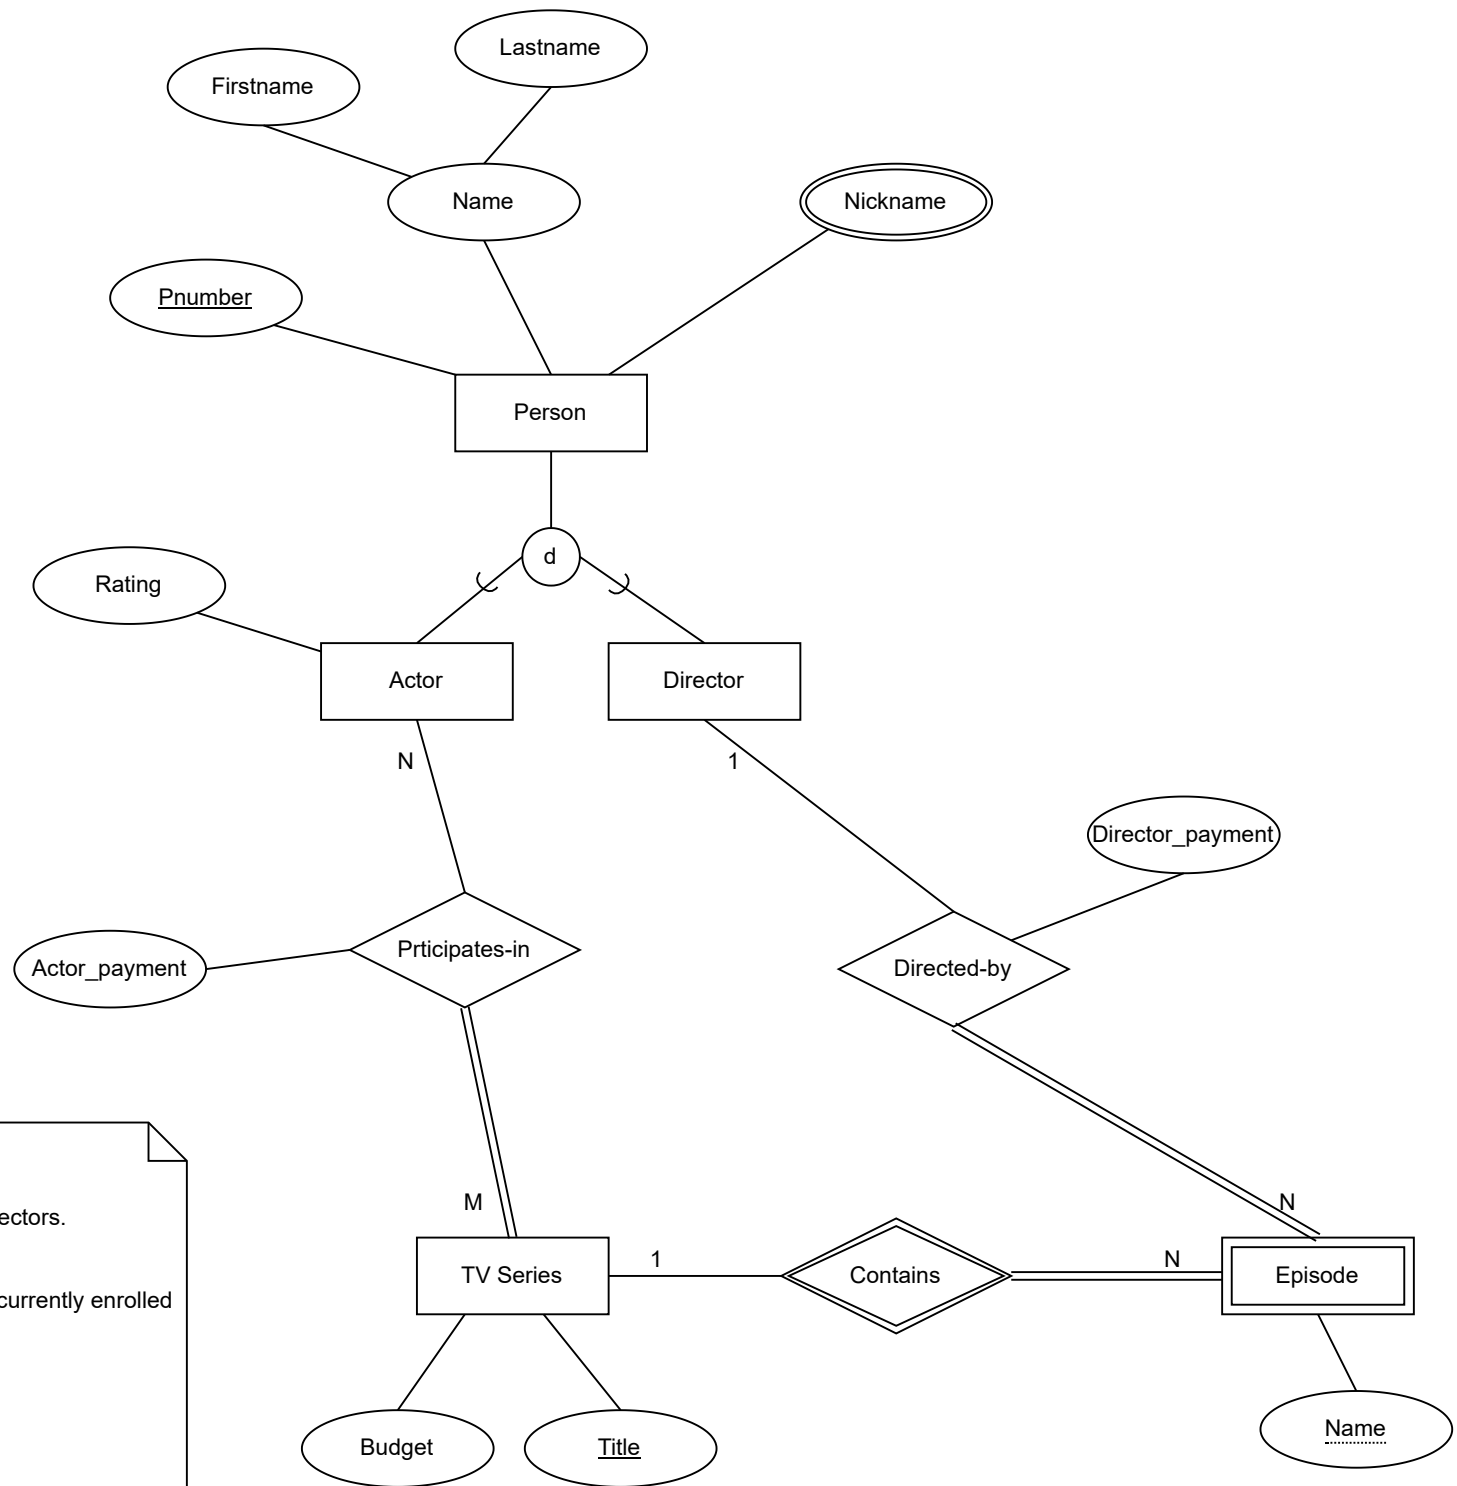 Lastname
Firstname
Name
Nickname
Pnumber
Person
d
Rating
Actor
Director
N
1
Director_payment
Prticipates-in
Actor_payment
Directed-by
M
N
ectors.
1
N
TV Series
Contains
Episode
currently enrolled
Budget
Title
Name